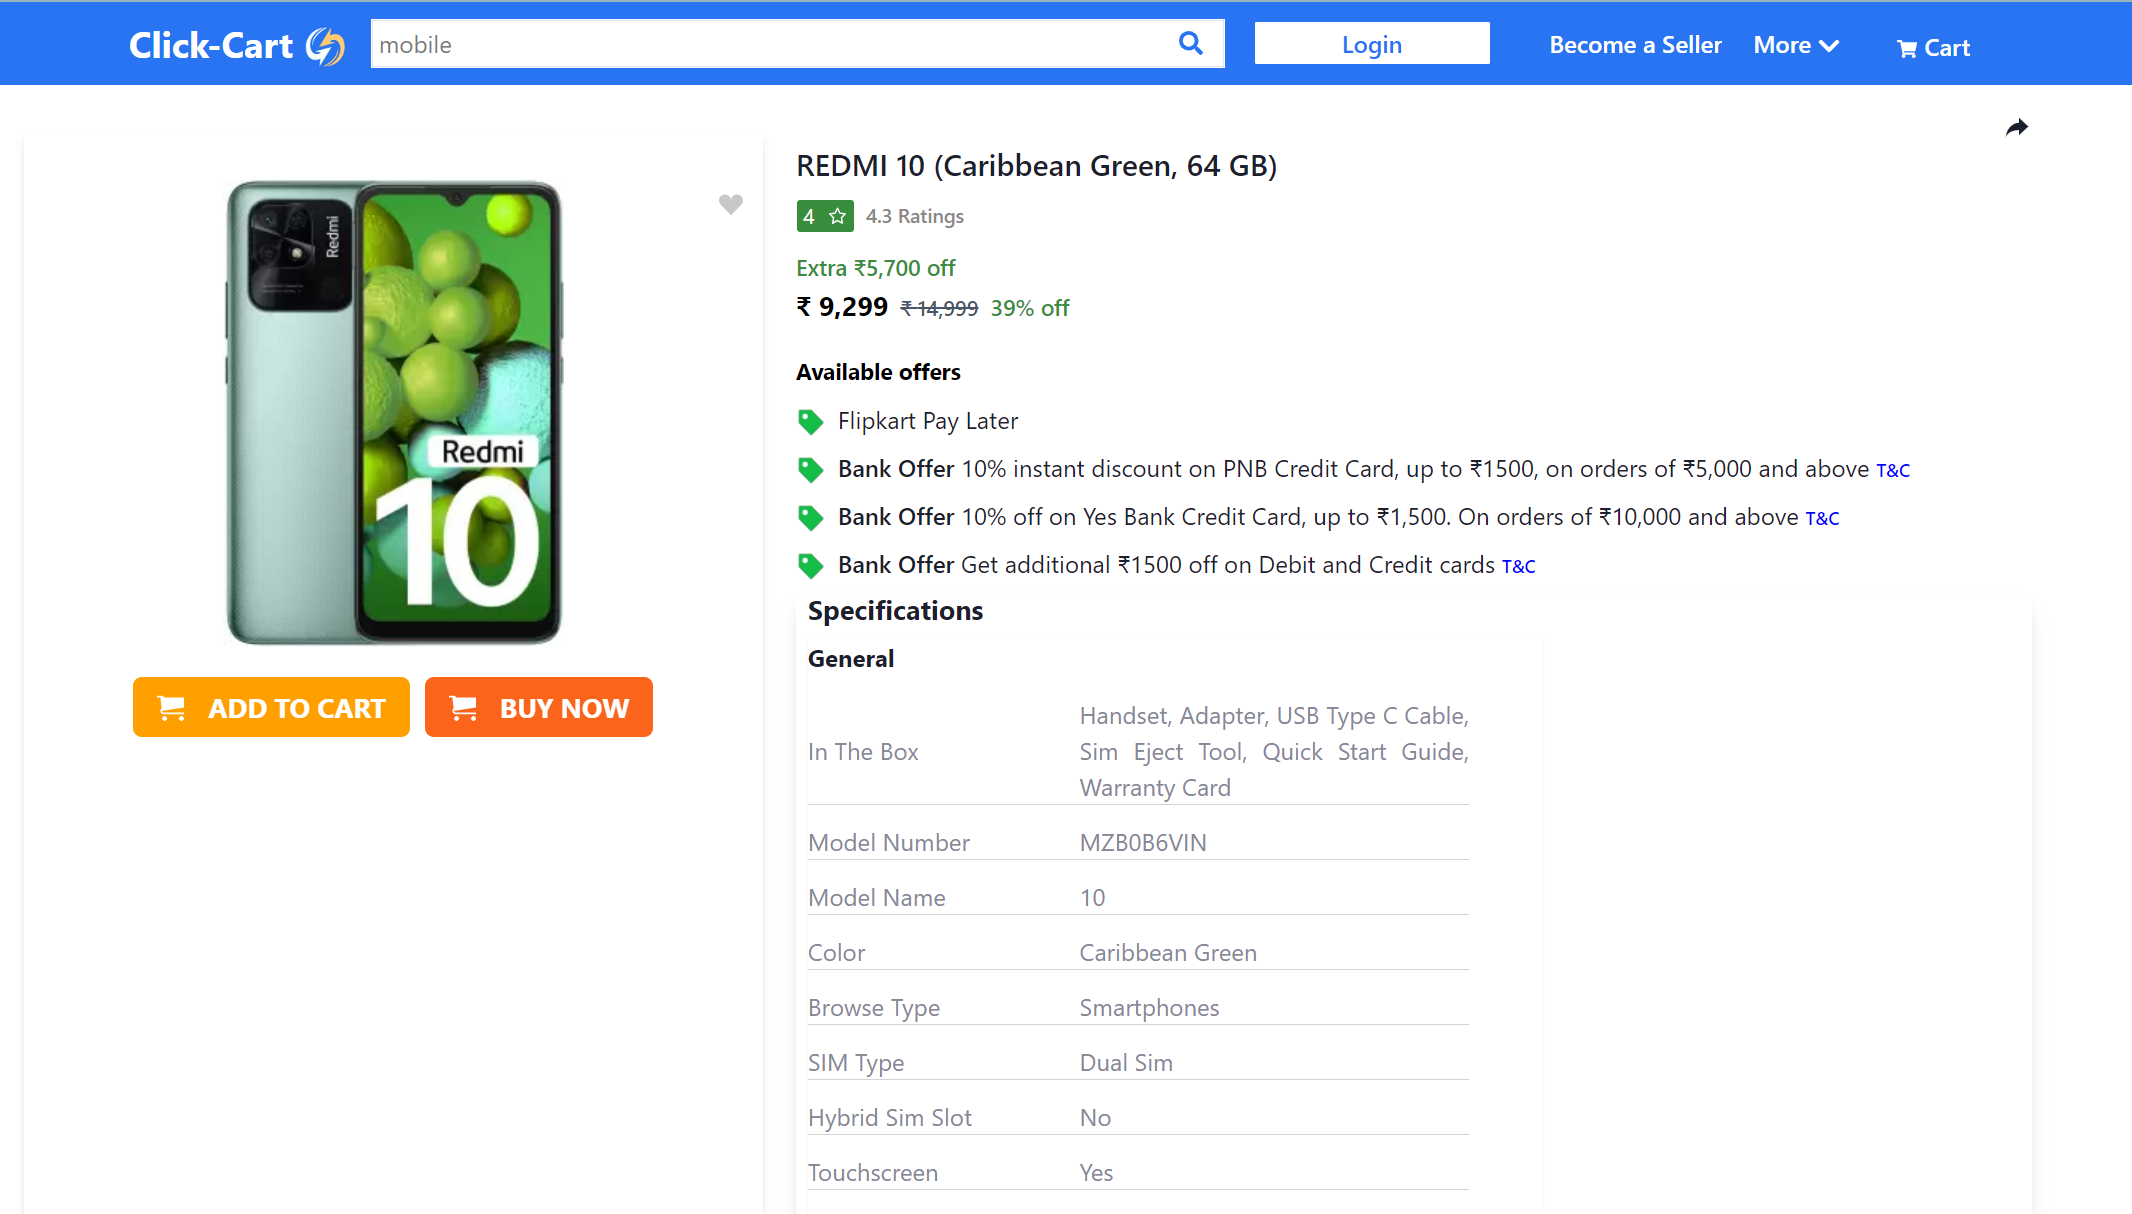 Click-Cart
mobile
Login
Become a Seller
More
Cart
REDMI 10 (Caribbean Green, 64 GB)
4 ☆ 4.3 Ratings
Extra ₹5,700 off
₹ 9,299 ₹ 14,999 39% off
Available offers
Flipkart Pay Later
Bank Offer 10% instant discount on PNB Credit Card, up to ₹1500, on orders of ₹5,000 and above T&C
Bank Offer 10% off on Yes Bank Credit Card, up to ₹1,500. On orders of ₹10,000 and above T&C
Bank Offer Get additional ₹1500 off on Debit and Credit cards T&C
Redmi
Redmi
10
ADD TO CART
BUY NOW
Specifications
General
In The Box
Handset, Adapter, USB Type C Cable,
Sim Eject Tool, Quick Start Guide,
Warranty Card
Model Number MZB0B6VIN
Model Name 10
Color Caribbean Green
Browse Type Smartphones
SIM Type Dual Sim
Hybrid Sim Slot No
Touchscreen Yes